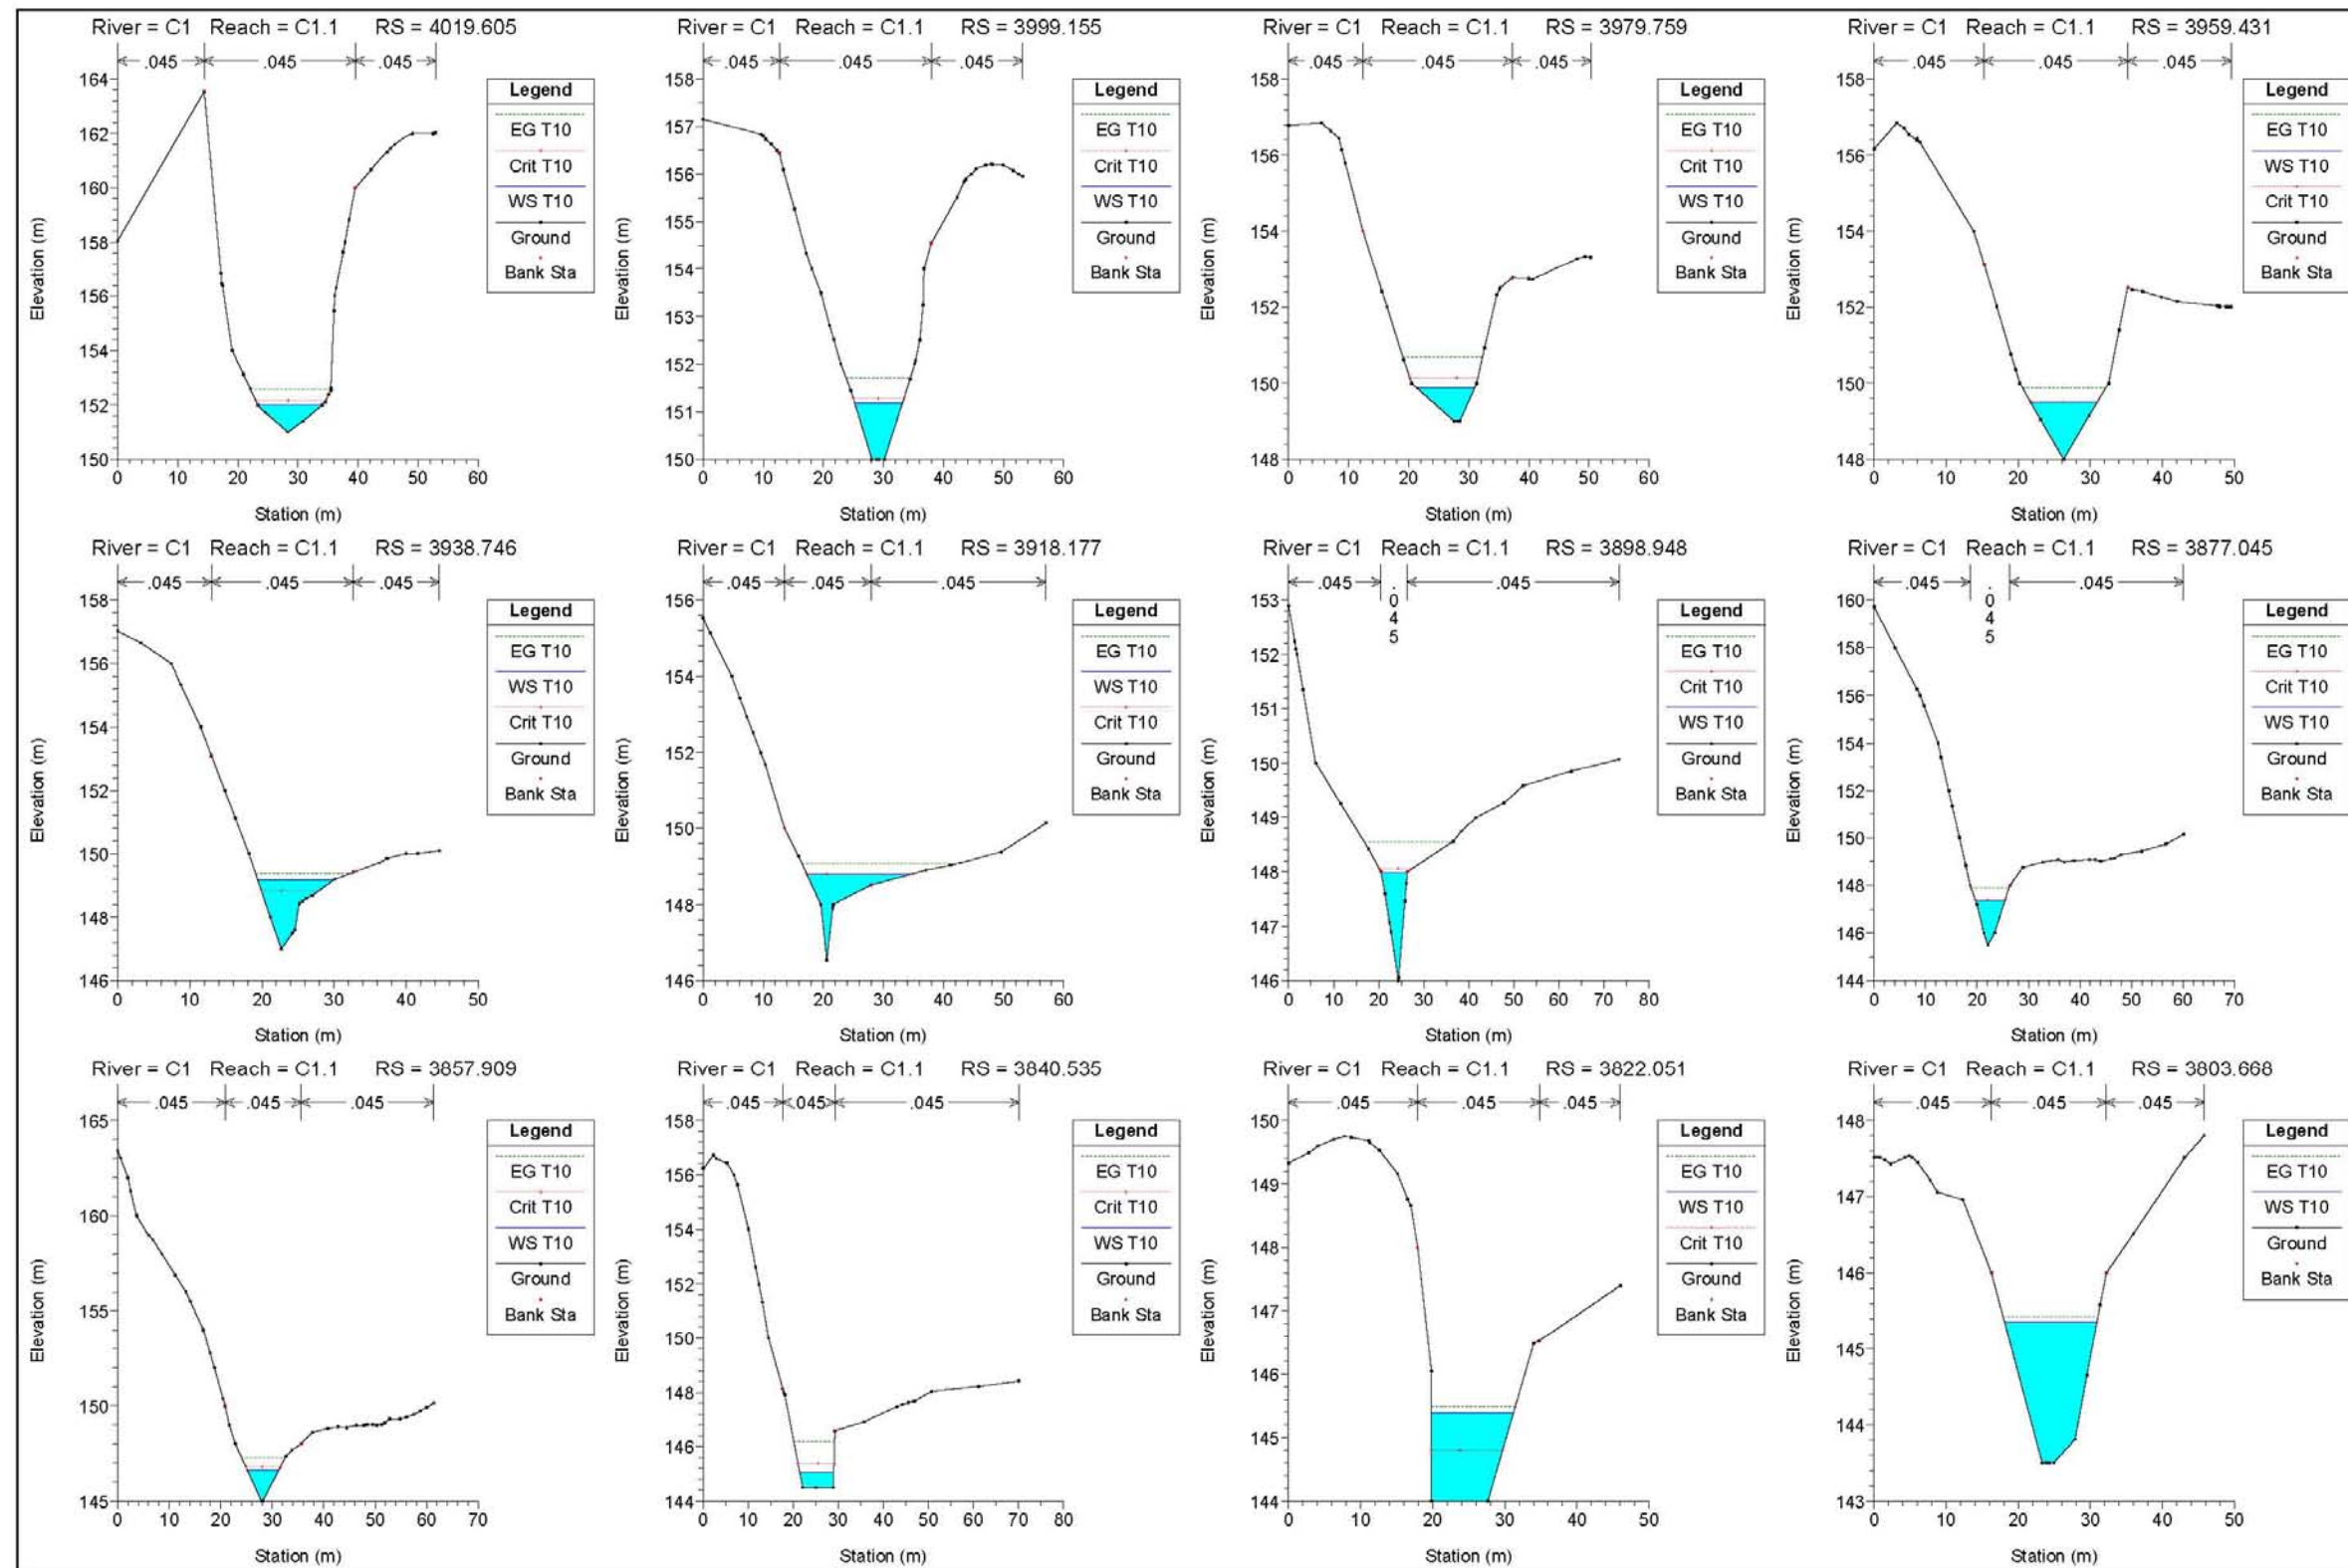 River = C1 Reach = C1.1 RS = 4019.605
.045 .045 .045
164
162
160
158
156
154
152
150
0 10 20 30 40 50 60
Elevation (m)
Station (m)
Legend
EG T10
Crit T10
WS T10
Ground
Bank Sta
River = C1 Reach = C1.1 RS = 3999.155
.045 .045 .045
158
157
156
155
154
153
152
151
150
0 10 20 30 40 50 60
Elevation (m)
Station (m)
Legend
EG T10
Crit T10
WS T10
Ground
Bank Sta
River = C1 Reach = C1.1 RS = 3979.759
.045 .045 .045
158
156
154
152
150
148
0 10 20 30 40 50 60
Elevation (m)
Station (m)
Legend
EG T10
Crit T10
WS T10
Ground
Bank Sta
River = C1 Reach = C1.1 RS = 3959.431
.045 .045 .045
158
156
154
152
150
148
0 10 20 30 40 50
Elevation (m)
Station (m)
Legend
EG T10
WS T10
Crit T10
Ground
Bank Sta
River = C1 Reach = C1.1 RS = 3938.746
.045 .045 .045
158
156
154
152
150
148
146
0 10 20 30 40 50
Elevation (m)
Station (m)
Legend
EG T10
WS T10
Crit T10
Ground
Bank Sta
River = C1 Reach = C1.1 RS = 3918.177
.045 .045 .045
156
154
152
150
148
146
0 10 20 30 40 50 60
Elevation (m)
Station (m)
Legend
EG T10
WS T10
Crit T10
Ground
Bank Sta
River = C1 Reach = C1.1 RS = 3898.948
.045 .045 .045
153
152
151
150
149
148
147
146
0 10 20 30 40 50 60 70 80
Elevation (m)
Station (m)
Legend
EG T10
Crit T10
WS T10
Ground
Bank Sta
River = C1 Reach = C1.1 RS = 3877.045
.045 .045 .045
160
158
156
154
152
150
148
146
144
0 10 20 30 40 50 60 70
Elevation (m)
Station (m)
Legend
EG T10
Crit T10
WS T10
Ground
Bank Sta
River = C1 Reach = C1.1 RS = 3857.909
.045 .045 .045
165
160
155
150
145
0 10 20 30 40 50 60 70
Elevation (m)
Station (m)
Legend
EG T10
Crit T10
WS T10
Ground
Bank Sta
River = C1 Reach = C1.1 RS = 3840.535
.045 .045 .045
158
156
154
152
150
148
146
144
0 10 20 30 40 50 60 70 80
Elevation (m)
Station (m)
Legend
EG T10
Crit T10
WS T10
Ground
Bank Sta
River = C1 Reach = C1.1 RS = 3822.051
.045 .045 .045
150
149
148
147
146
145
144
0 10 20 30 40 50
Elevation (m)
Station (m)
Legend
EG T10
WS T10
Crit T10
Ground
Bank Sta
River = C1 Reach = C1.1 RS = 3803.668
.045 .045 .045
148
147
146
145
144
143
0 10 20 30 40 50
Elevation (m)
Station (m)
Legend
EG T10
WS T10
Ground
Bank Sta